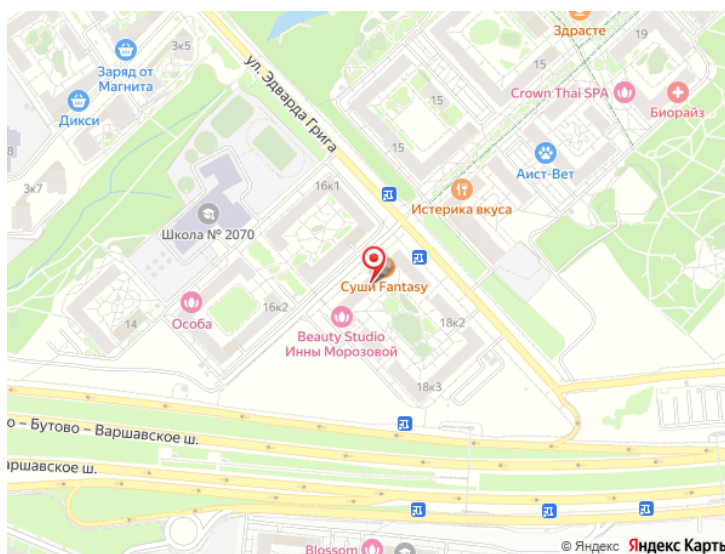 Здрасте
3к5
Заряд от
Магнита
15
19
ул. Эдварда Грига
Crown Thai SPA
Биорайз
Дикси
15
8
15
Аист-Вет
3к7
16к1
Истерика вкуса
Школа № 2070
Суши Fantasy
Особа
16к2
14
18к2
Beauty Studio
Инны Морозовой
18к3
о – Бутово – Варшавское ш.
аршавское ш.
Blossom
© Яндекс Яндекс Карты